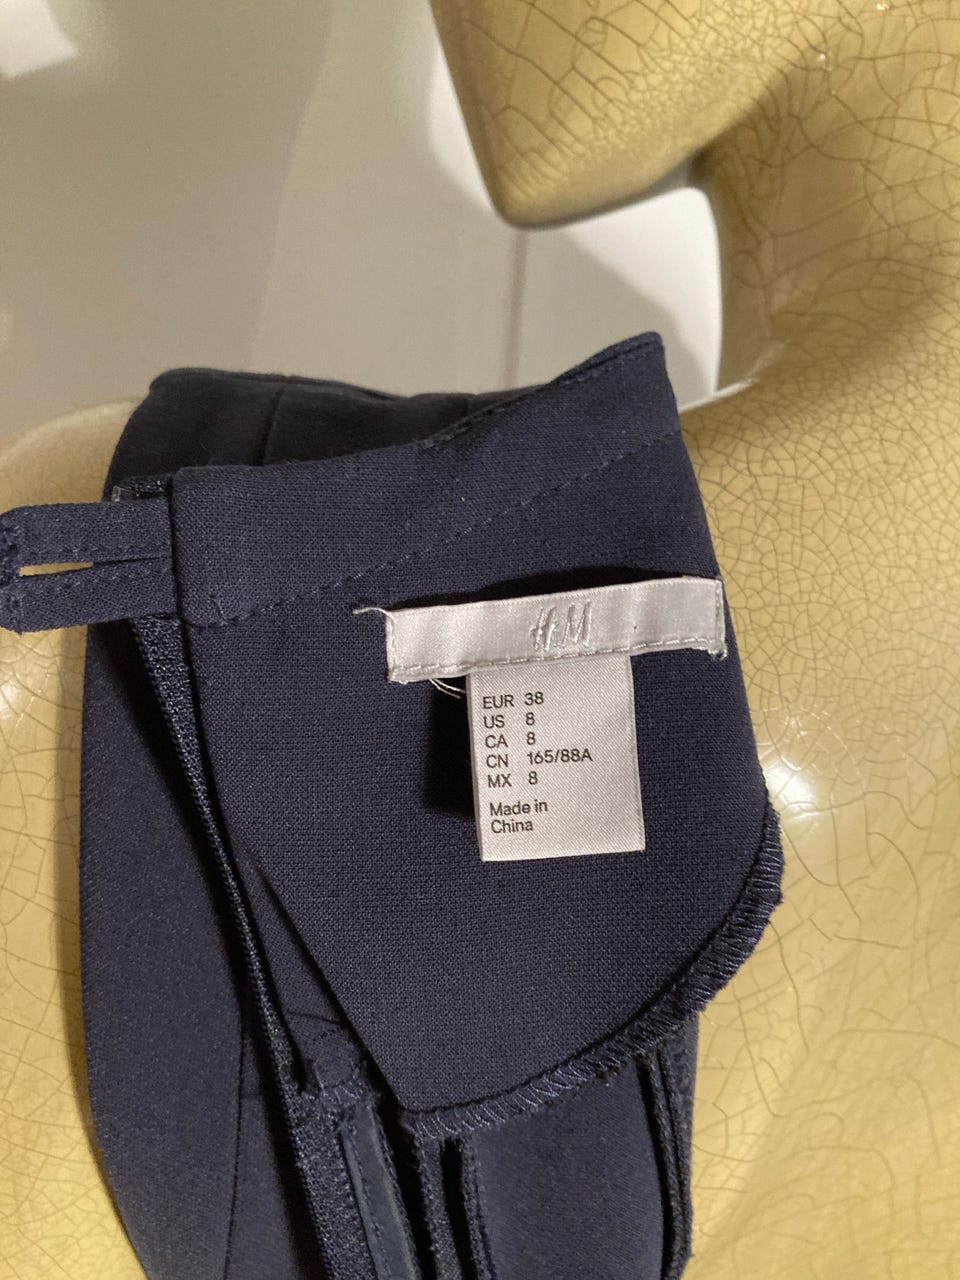 H&M
EUR 38
US 8
CA 8
CN 165/88A
MX 8
Made in
China